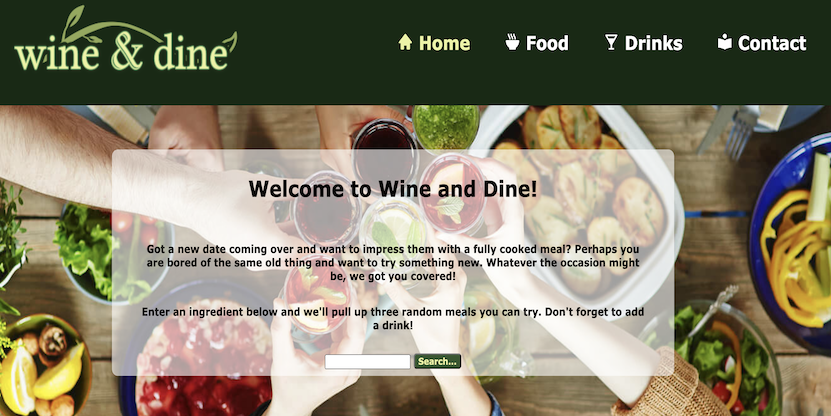 wine & dine
Home Food Drinks Contact
Welcome to Wine and Dine!
Got a new date coming over and want to impress them with a fully cooked meal? Perhaps you
are bored of the same old thing and want to try something new. Whatever the occasion might
be, we got you covered!
Enter an ingredient below and we'll pull up three random meals you can try. Don't forget to add
a drink!
Search...